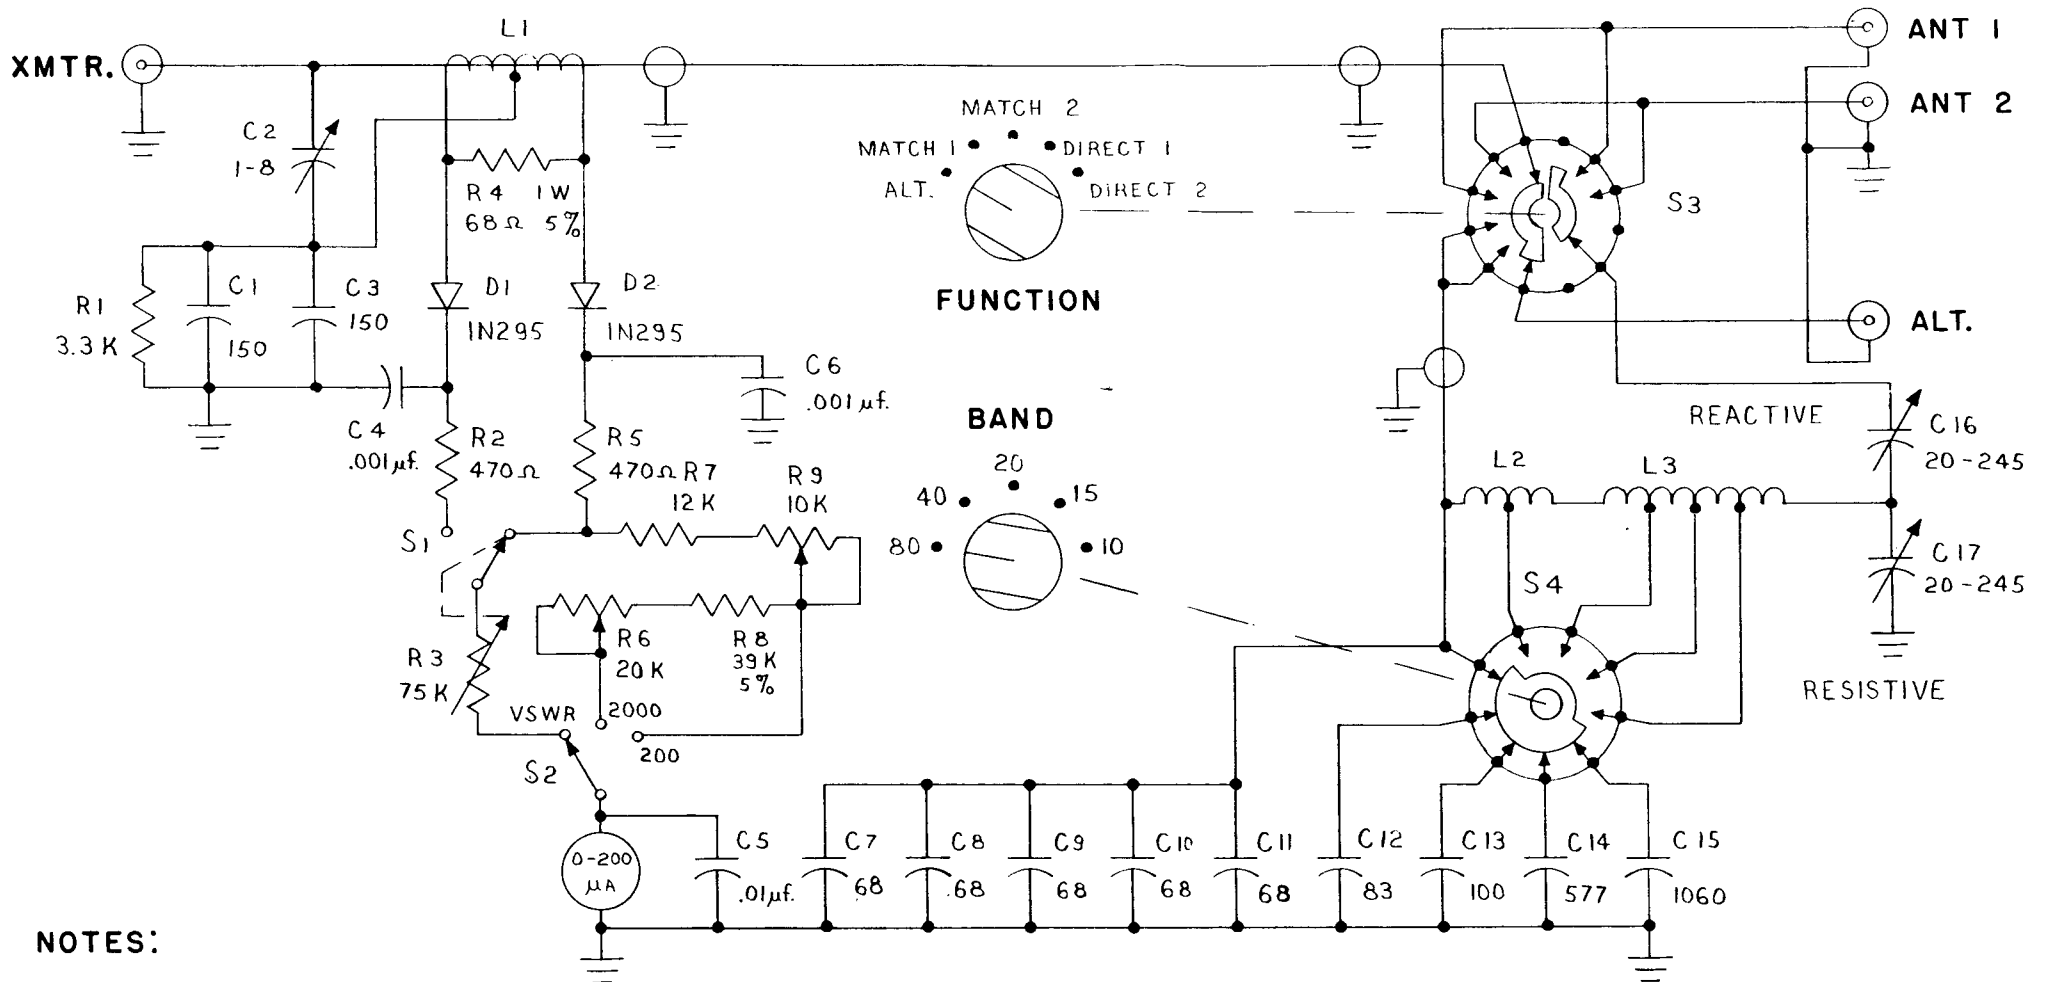 L1
ANT 1
XMTR.
ANT 2
C2
1-8
MATCH 2
MATCH 1
DIRECT 1
ALT.
DIRECT 2
R4 1W
68Ω 5%
S3
C1
150
C3
150
D1
1N295
D2
1N295
FUNCTION
R1
3.3K
ALT.
C6
.001μf.
BAND
REACTIVE
C16
20-245
C4
.001μf.
R2
470Ω
R5
470Ω
R7
12K
R9
10K
20
40
15
80
10
L2
L3
S1
C17
20-245
S4
R3
75K
R6
20K
R8
39K
5%
RESISTIVE
VSWR
2000
200
S2
0-200
μA
C5
.01μf.
C7
68
C8
.68
C9
68
C10
68
C11
68
C12
83
C13
100
C14
577
C15
1060
NOTES: